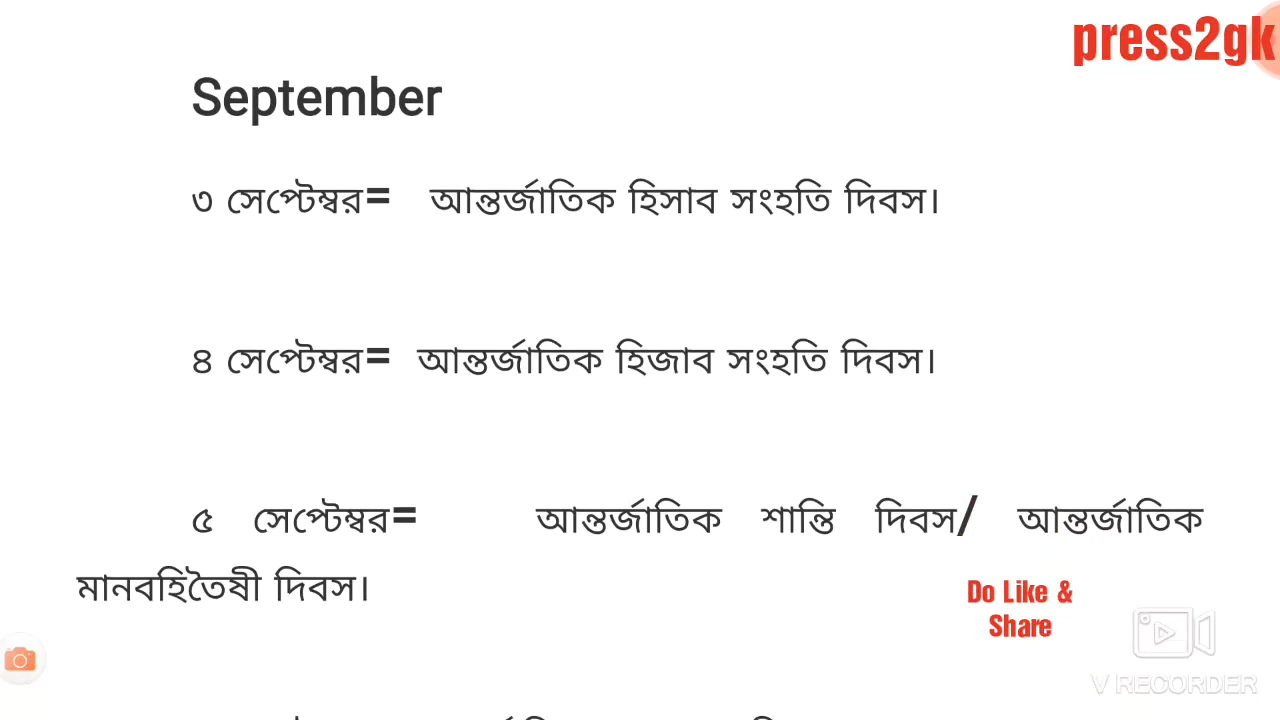 press2gk
September
৩ সেপ্টেম্বর= আন্তর্জাতিক হিসাব সংহতি দিবস।
৪ সেপ্টেম্বর= আন্তর্জাতিক হিজাব সংহতি দিবস।
৫ সেপ্টেম্বর= আন্তর্জাতিক শান্তি দিবস/ আন্তর্জাতিক
মানবহিতৈষী দিবস।
Do Like &
Share
V RECORDER